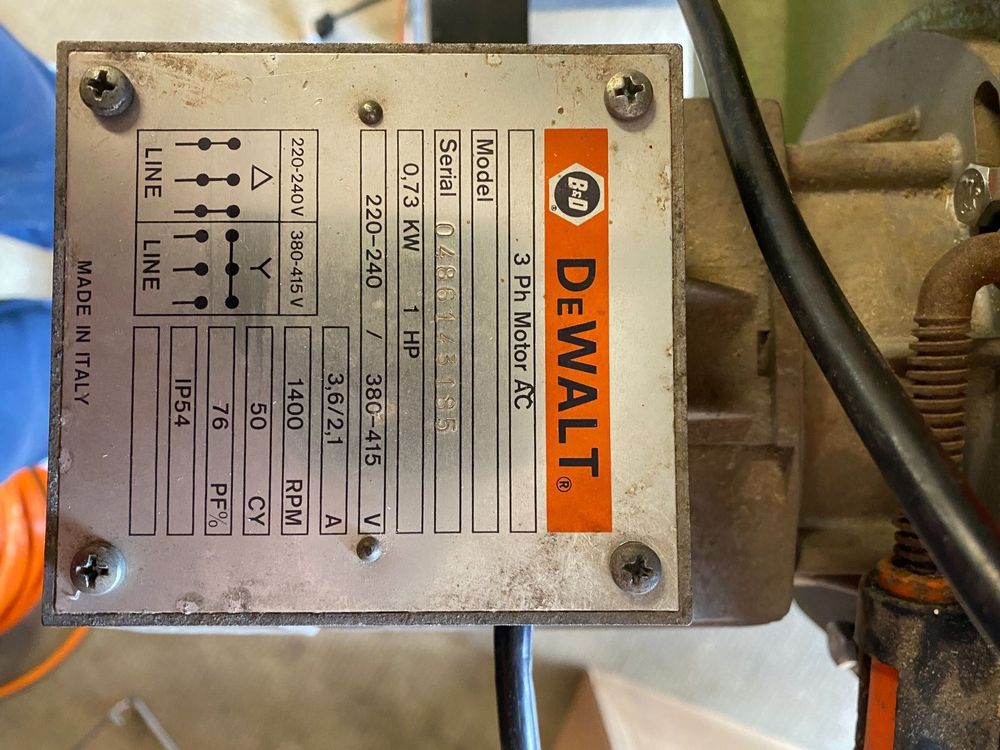 B&D
DEWALT®
3 Ph Motor AC
Model
Serial 0486143185
0,73 KW 1 HP
220-240 / 380-415 V
220-240V 380-415V
△ Y
LINE LINE
3,6/2,1 A
1400 RPM
50 CY
76 PF%
IP54
MADE IN ITALY